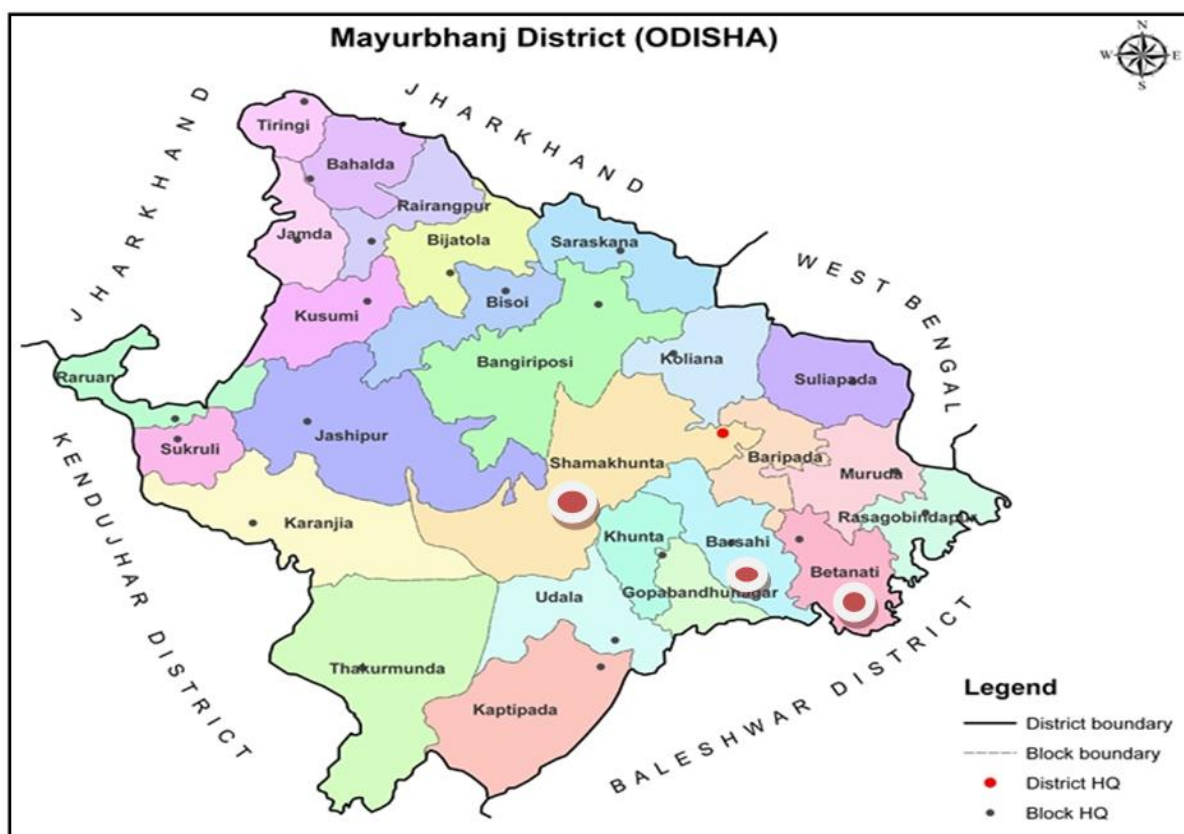 Mayurbhanj District (ODISHA)
N
W E
S
JHARKHAND
JHARKHAND
Tiringi
Bahalda
Rairangpur
Jamda
Bijatola
Saraskana
WEST BENGAL
Bisoi
Kusumi
Bangiriposi
Koliana
Raruan
Suliapada
Jashipur
Sukruli
Shamakhunta
Baripada
Muruda
Rasagobindapur
Karanjia
Khunta
Barsahi
Betanati
KENDUJHAR DISTRICT
Udala
Gopabandhunagar
Thakurmunda
Kaptipada
BALESHWAR DISTRICT
Legend
District boundary
Block boundary
District HQ
Block HQ